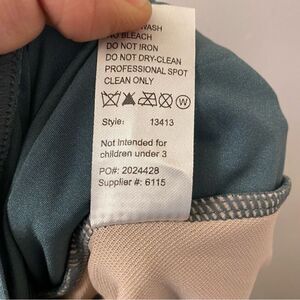 WASH
NO BLEACH
DO NOT IRON
DO NOT DRY-CLEAN
PROFESSIONAL SPOT
CLEAN ONLY
W
Style: 13413
Not Intended for
children under 3
PO#: 2024428
Supplier #: 6115